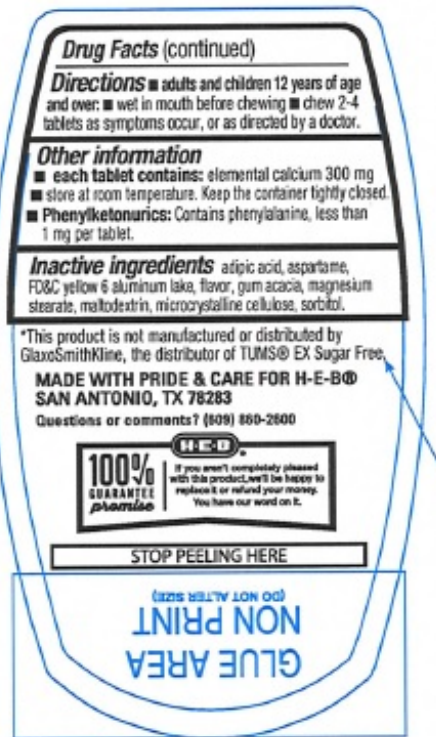 Drug Facts (continued)
Directions ■ adults and children 12 years of age
and over: ■ wet in mouth before chewing ■ chew 2-4
tablets as symptoms occur, or as directed by a doctor.
Other information
■ each tablet contains: elemental calcium 300 mg
■ store at room temperature. Keep the container tightly closed.
■ Phenylketonurics: Contains phenylalanine, less than
1 mg per tablet.
Inactive ingredients adipic acid, aspartame,
FD&C yellow 6 aluminum lake, flavor, gum acacia, magnesium
stearate, maltodextrin, microcrystalline cellulose, sorbitol.
*This product is not manufactured or distributed by
GlaxoSmithKline, the distributor of TUMS® EX Sugar Free.
MADE WITH PRIDE & CARE FOR H-E-B®
SAN ANTONIO, TX 78283
Questions or comments?
H-E-B®
100%
GUARANTEE
promise
If you aren't completely pleased
with this product, we'll be happy to
replace it or refund your money.
You have our word on it.
STOP PEELING HERE
GLUE AREA
NON PRINT
(DO NOT ALTER SIZE)